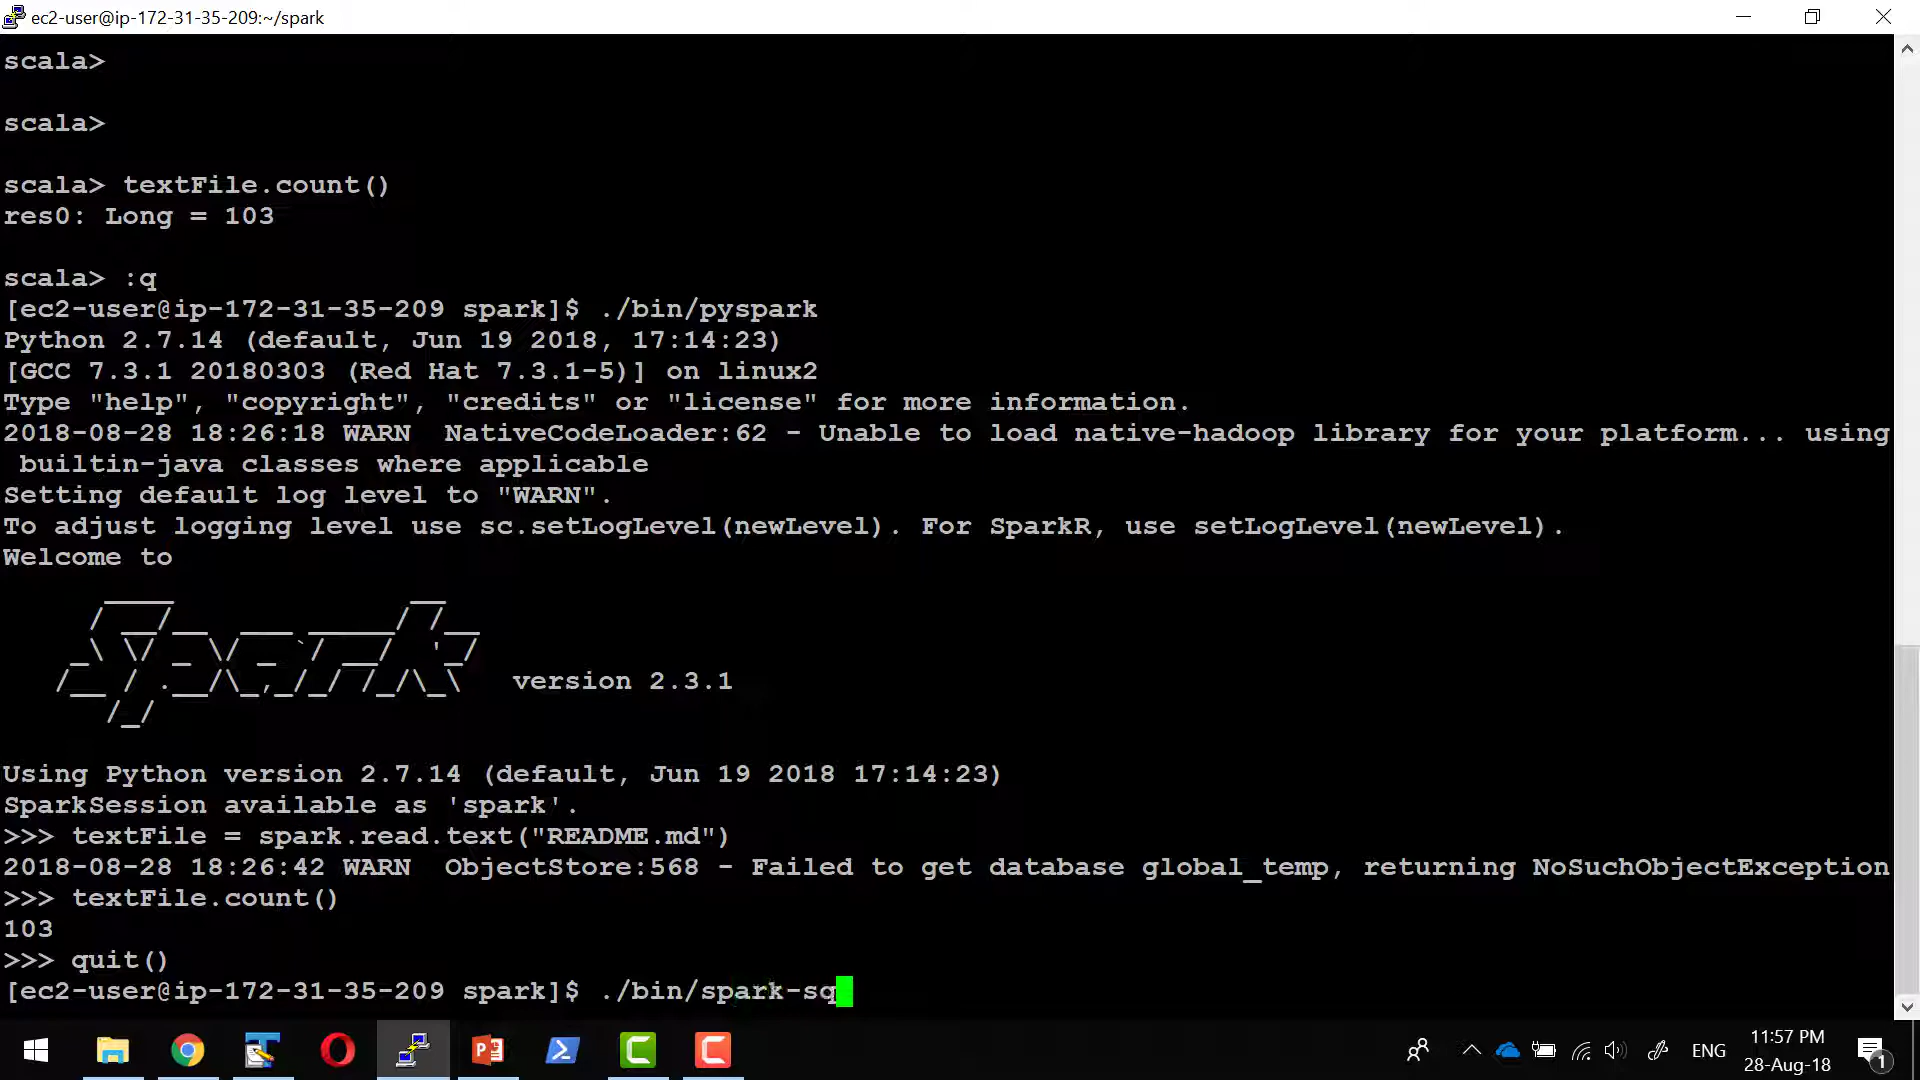 ec2-user@ip-172-31-35-209:~/spark
scala>
scala>
scala> textFile.count()
res0: Long = 103
scala> :q
[ec2-user@ip-172-31-35-209 spark]$ ./bin/pyspark
Python 2.7.14 (default, Jun 19 2018, 17:14:23)
[GCC 7.3.1 20180303 (Red Hat 7.3.1-5)] on linux2
Type "help", "copyright", "credits" or "license" for more information.
2018-08-28 18:26:18 WARN  NativeCodeLoader:62 - Unable to load native-hadoop library for your platform... using
 builtin-java classes where applicable
Setting default log level to "WARN".
To adjust logging level use sc.setLogLevel(newLevel). For SparkR, use setLogLevel(newLevel).
Welcome to
Spark version 2.3.1
Using Python version 2.7.14 (default, Jun 19 2018 17:14:23)
SparkSession available as 'spark'.
>>> textFile = spark.read.text("README.md")
2018-08-28 18:26:42 WARN  ObjectStore:568 - Failed to get database global_temp, returning NoSuchObjectException
>>> textFile.count()
103
>>> quit()
[ec2-user@ip-172-31-35-209 spark]$ ./bin/spark-sq
ENG
11:57 PM
28-Aug-18
1